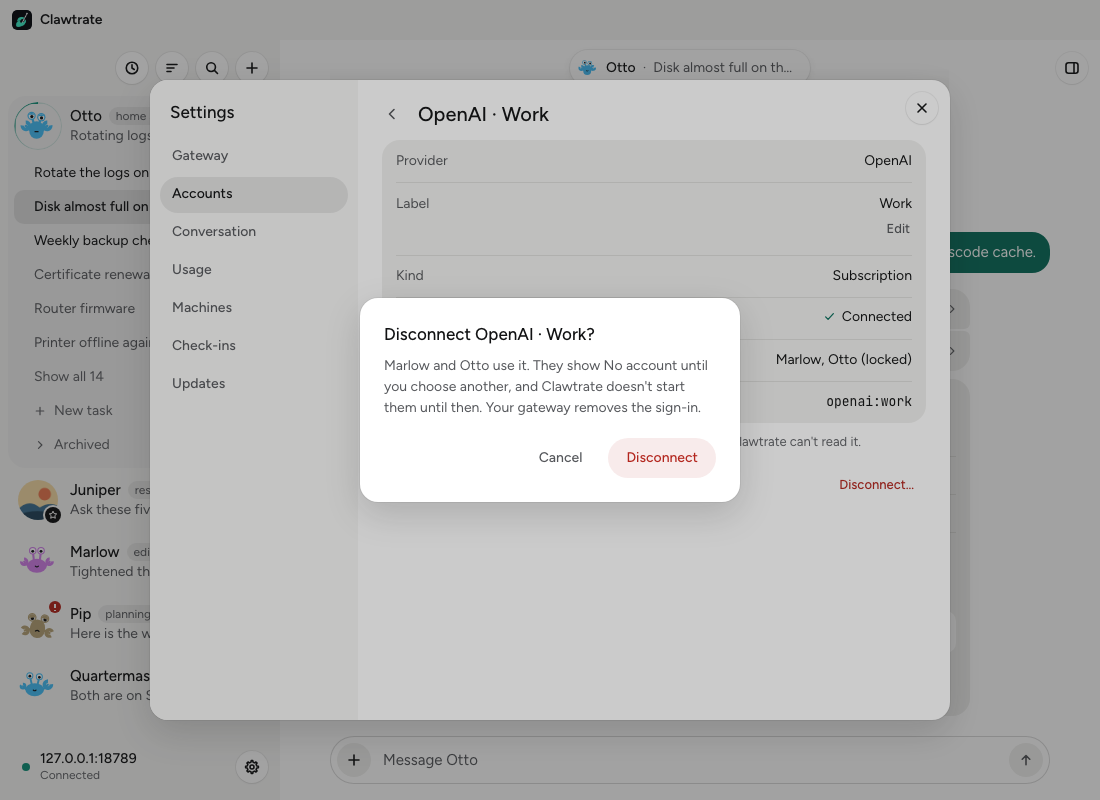 Clawtrate
Otto · Disk almost full on th...
Otto home
Rotating logs
Rotate the logs on
Disk almost full on
Weekly backup che
Certificate renewa
Router firmware
Printer offline again
Show all 14
New task
Archived
Juniper res
Ask these fiv
Marlow edi
Tightened th
Pip planning
Here is the w
Quartermas
Both are on S
127.0.0.1:18789
Connected
Settings
Gateway
Accounts
Conversation
Usage
Machines
Check-ins
Updates
OpenAI · Work
Provider OpenAI
Label Work
Edit
Kind Subscription
Connected
Marlow, Otto (locked)
openai:work
lawtrate can't read it.
Disconnect...
Disconnect OpenAI · Work?
Marlow and Otto use it. They show No account until
you choose another, and Clawtrate doesn't start
them until then. Your gateway removes the sign-in.
Cancel Disconnect
scode cache.
Message Otto